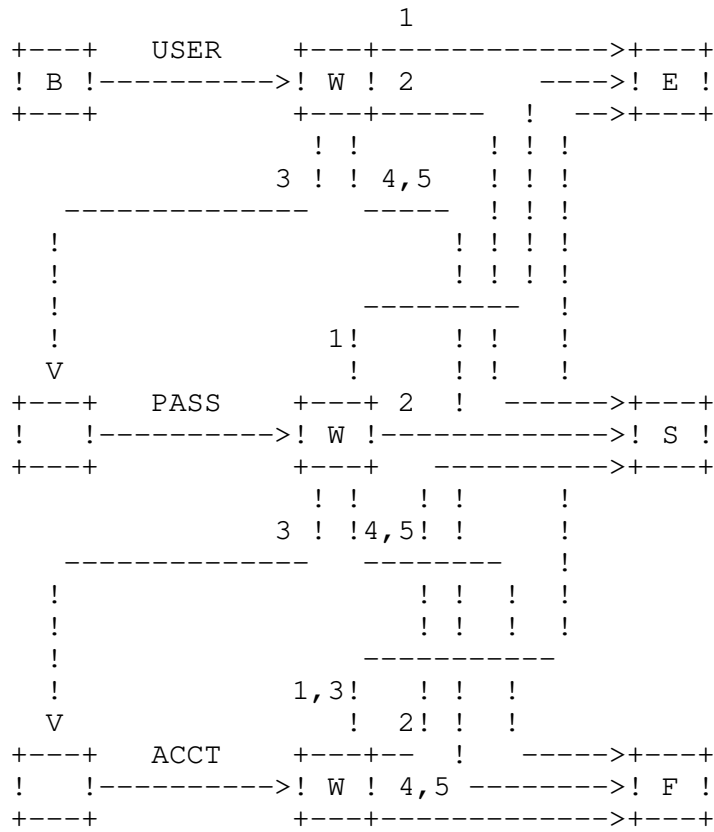 1
+---+   USER    +---+------------->+---+
! B !---------->! W ! 2       ---->! E !
+---+           +---+------  !  -->+---+
                 ! !       ! ! !
               3 ! ! 4,5   ! ! !
   --------------   -----  ! ! !
  !                      ! ! ! !
  !                      ! ! ! !
  !                 ---------  !
  !               1!     ! !   !
  V                !     ! !   !
+---+   PASS    +---+ 2  !  ------>+---+
!   !---------->! W !------------->! S !
+---+           +---+   ---------->+---+
                 ! !   ! !     !
               3 ! !4,5! !     !
   --------------   --------   !
  !                    ! !  !  !
  !                    ! !  !  !
  !                 -----------
  !             1,3!   ! !  !
  V                !  2! !  !
+---+   ACCT    +---+--  !   ----->+---+
!   !---------->! W ! 4,5 -------->! F !
+---+           +---+------------->+---+